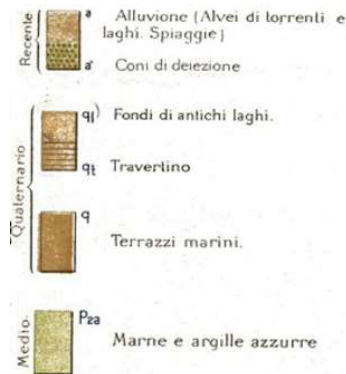 Recente
a
Alluvione (Alvei di torrenti e
laghi. Spiaggie)
a'
Coni di deiezione
Quaternario
ql)
Fondi di antichi laghi.
qt
Travertino
q
Terrazzi marini.
Medio.
P2a
Marne e argille azzurre